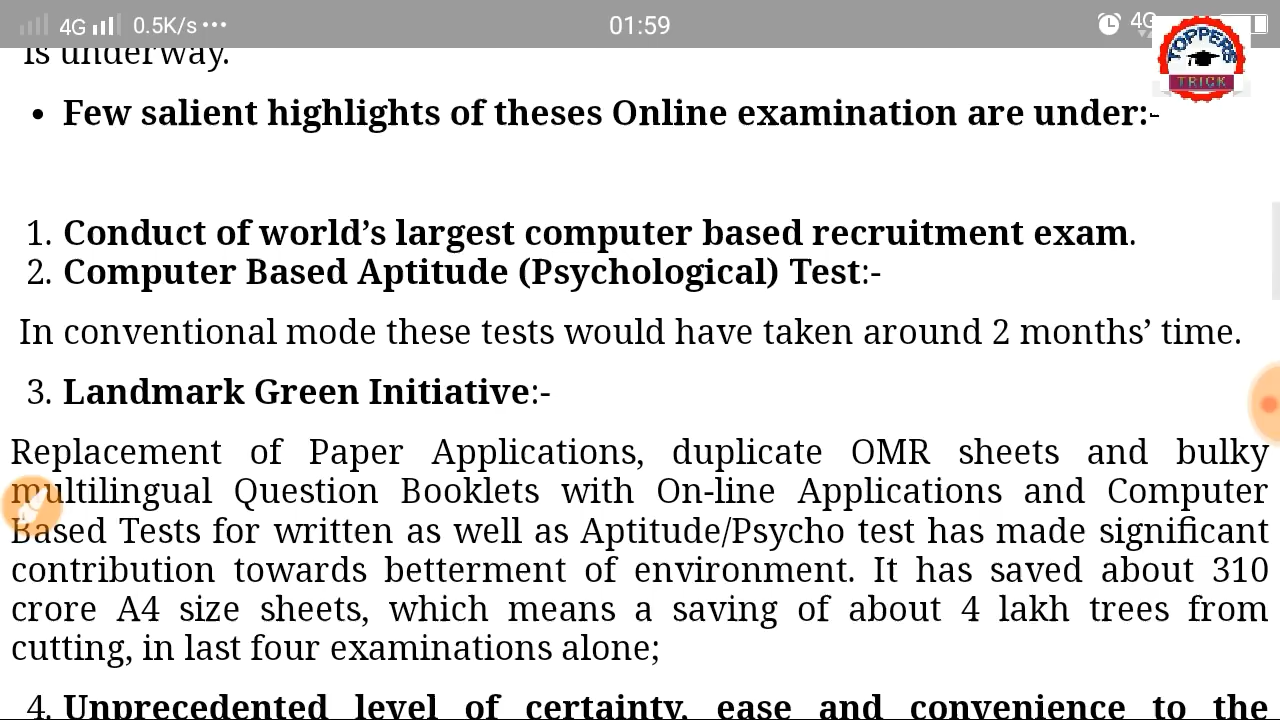 4G 0.5K/s ••• 01:59 4G
is underway.
TOPPERS
TRICK
• Few salient highlights of theses Online examination are under:-
1. Conduct of world’s largest computer based recruitment exam.
2. Computer Based Aptitude (Psychological) Test:-
In conventional mode these tests would have taken around 2 months’ time.
3. Landmark Green Initiative:-
Replacement of Paper Applications, duplicate OMR sheets and bulky
multilingual Question Booklets with On-line Applications and Computer
Based Tests for written as well as Aptitude/Psycho test has made significant
contribution towards betterment of environment. It has saved about 310
crore A4 size sheets, which means a saving of about 4 lakh trees from
cutting, in last four examinations alone;
4. Unprecedented level of certainty, ease and convenience to the